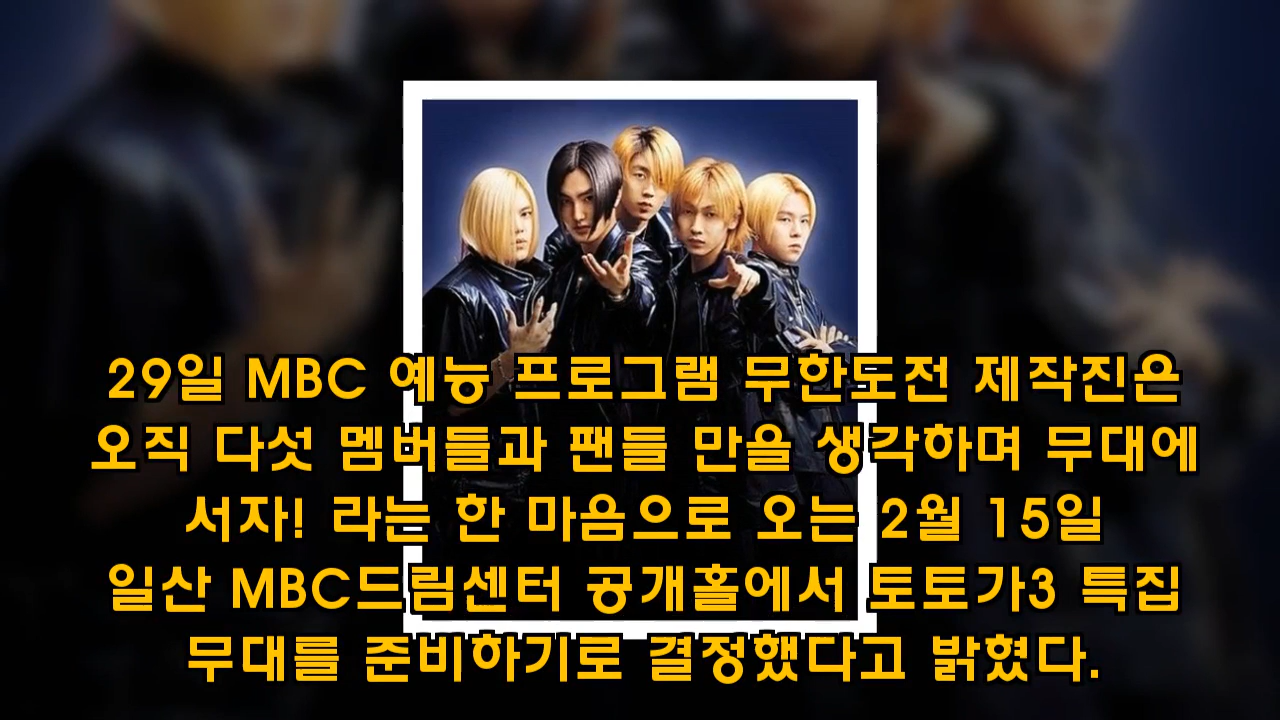 29일 MBC 예능 프로그램 무한도전 제작진은
오직 다섯 멤버들과 팬들 만을 생각하며 무대에
서자! 라는 한 마음으로 오는 2월 15일
일산 MBC드림센터 공개홀에서 토토가3 특집
무대를 준비하기로 결정했다고 밝혔다.